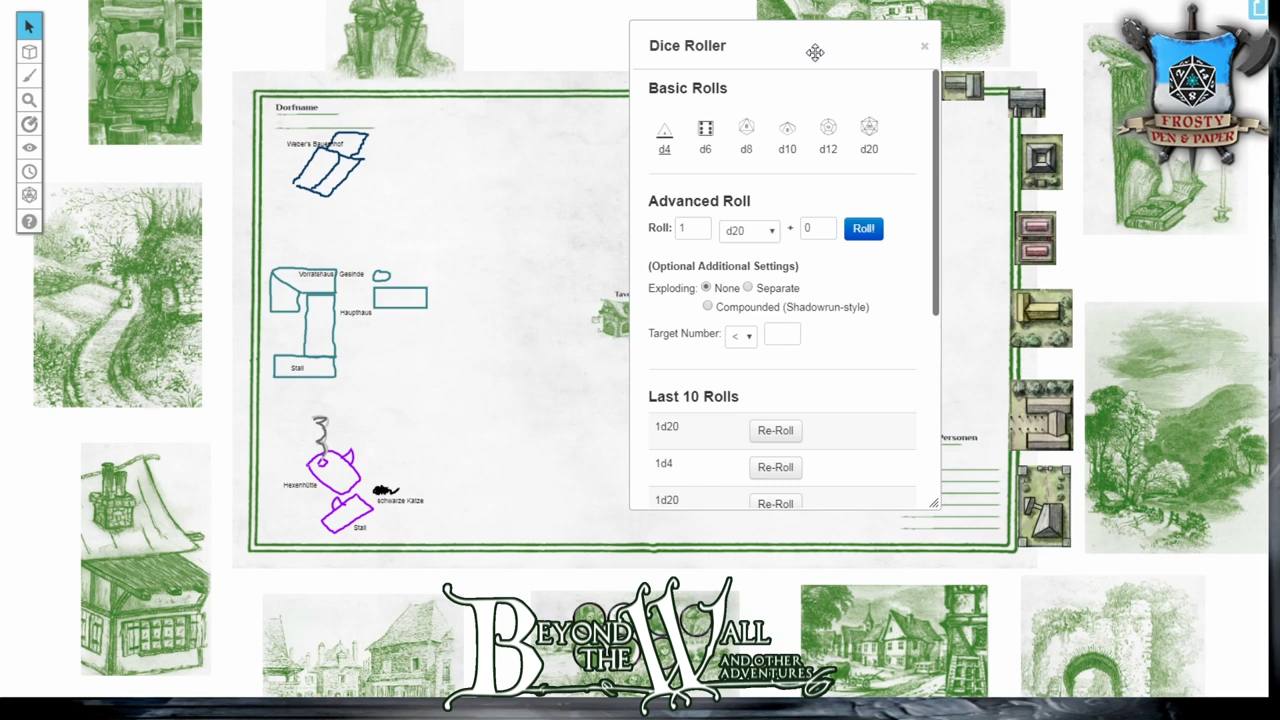 Dice Roller ×
Basic Rolls
d4 d6 d8 d10 d12 d20
Advanced Roll
Roll: 1 d20 + 0 Roll!
(Optional Additional Settings)
Exploding: None Separate
Compounded (Shadowrun-style)
Target Number: <
Last 10 Rolls
1d20 Re-Roll
1d4 Re-Roll
1d20 Re-Roll
Dorfname
Weber's Bauernhof
Vorratshaus Gesinde
Haupthaus
Stall
Hexenhütte
schwarze Katze
Stall
Tave
Personen
FROSTY
PEN & PAPER
BEYOND
THE WALL
AND OTHER
ADVENTURES
?